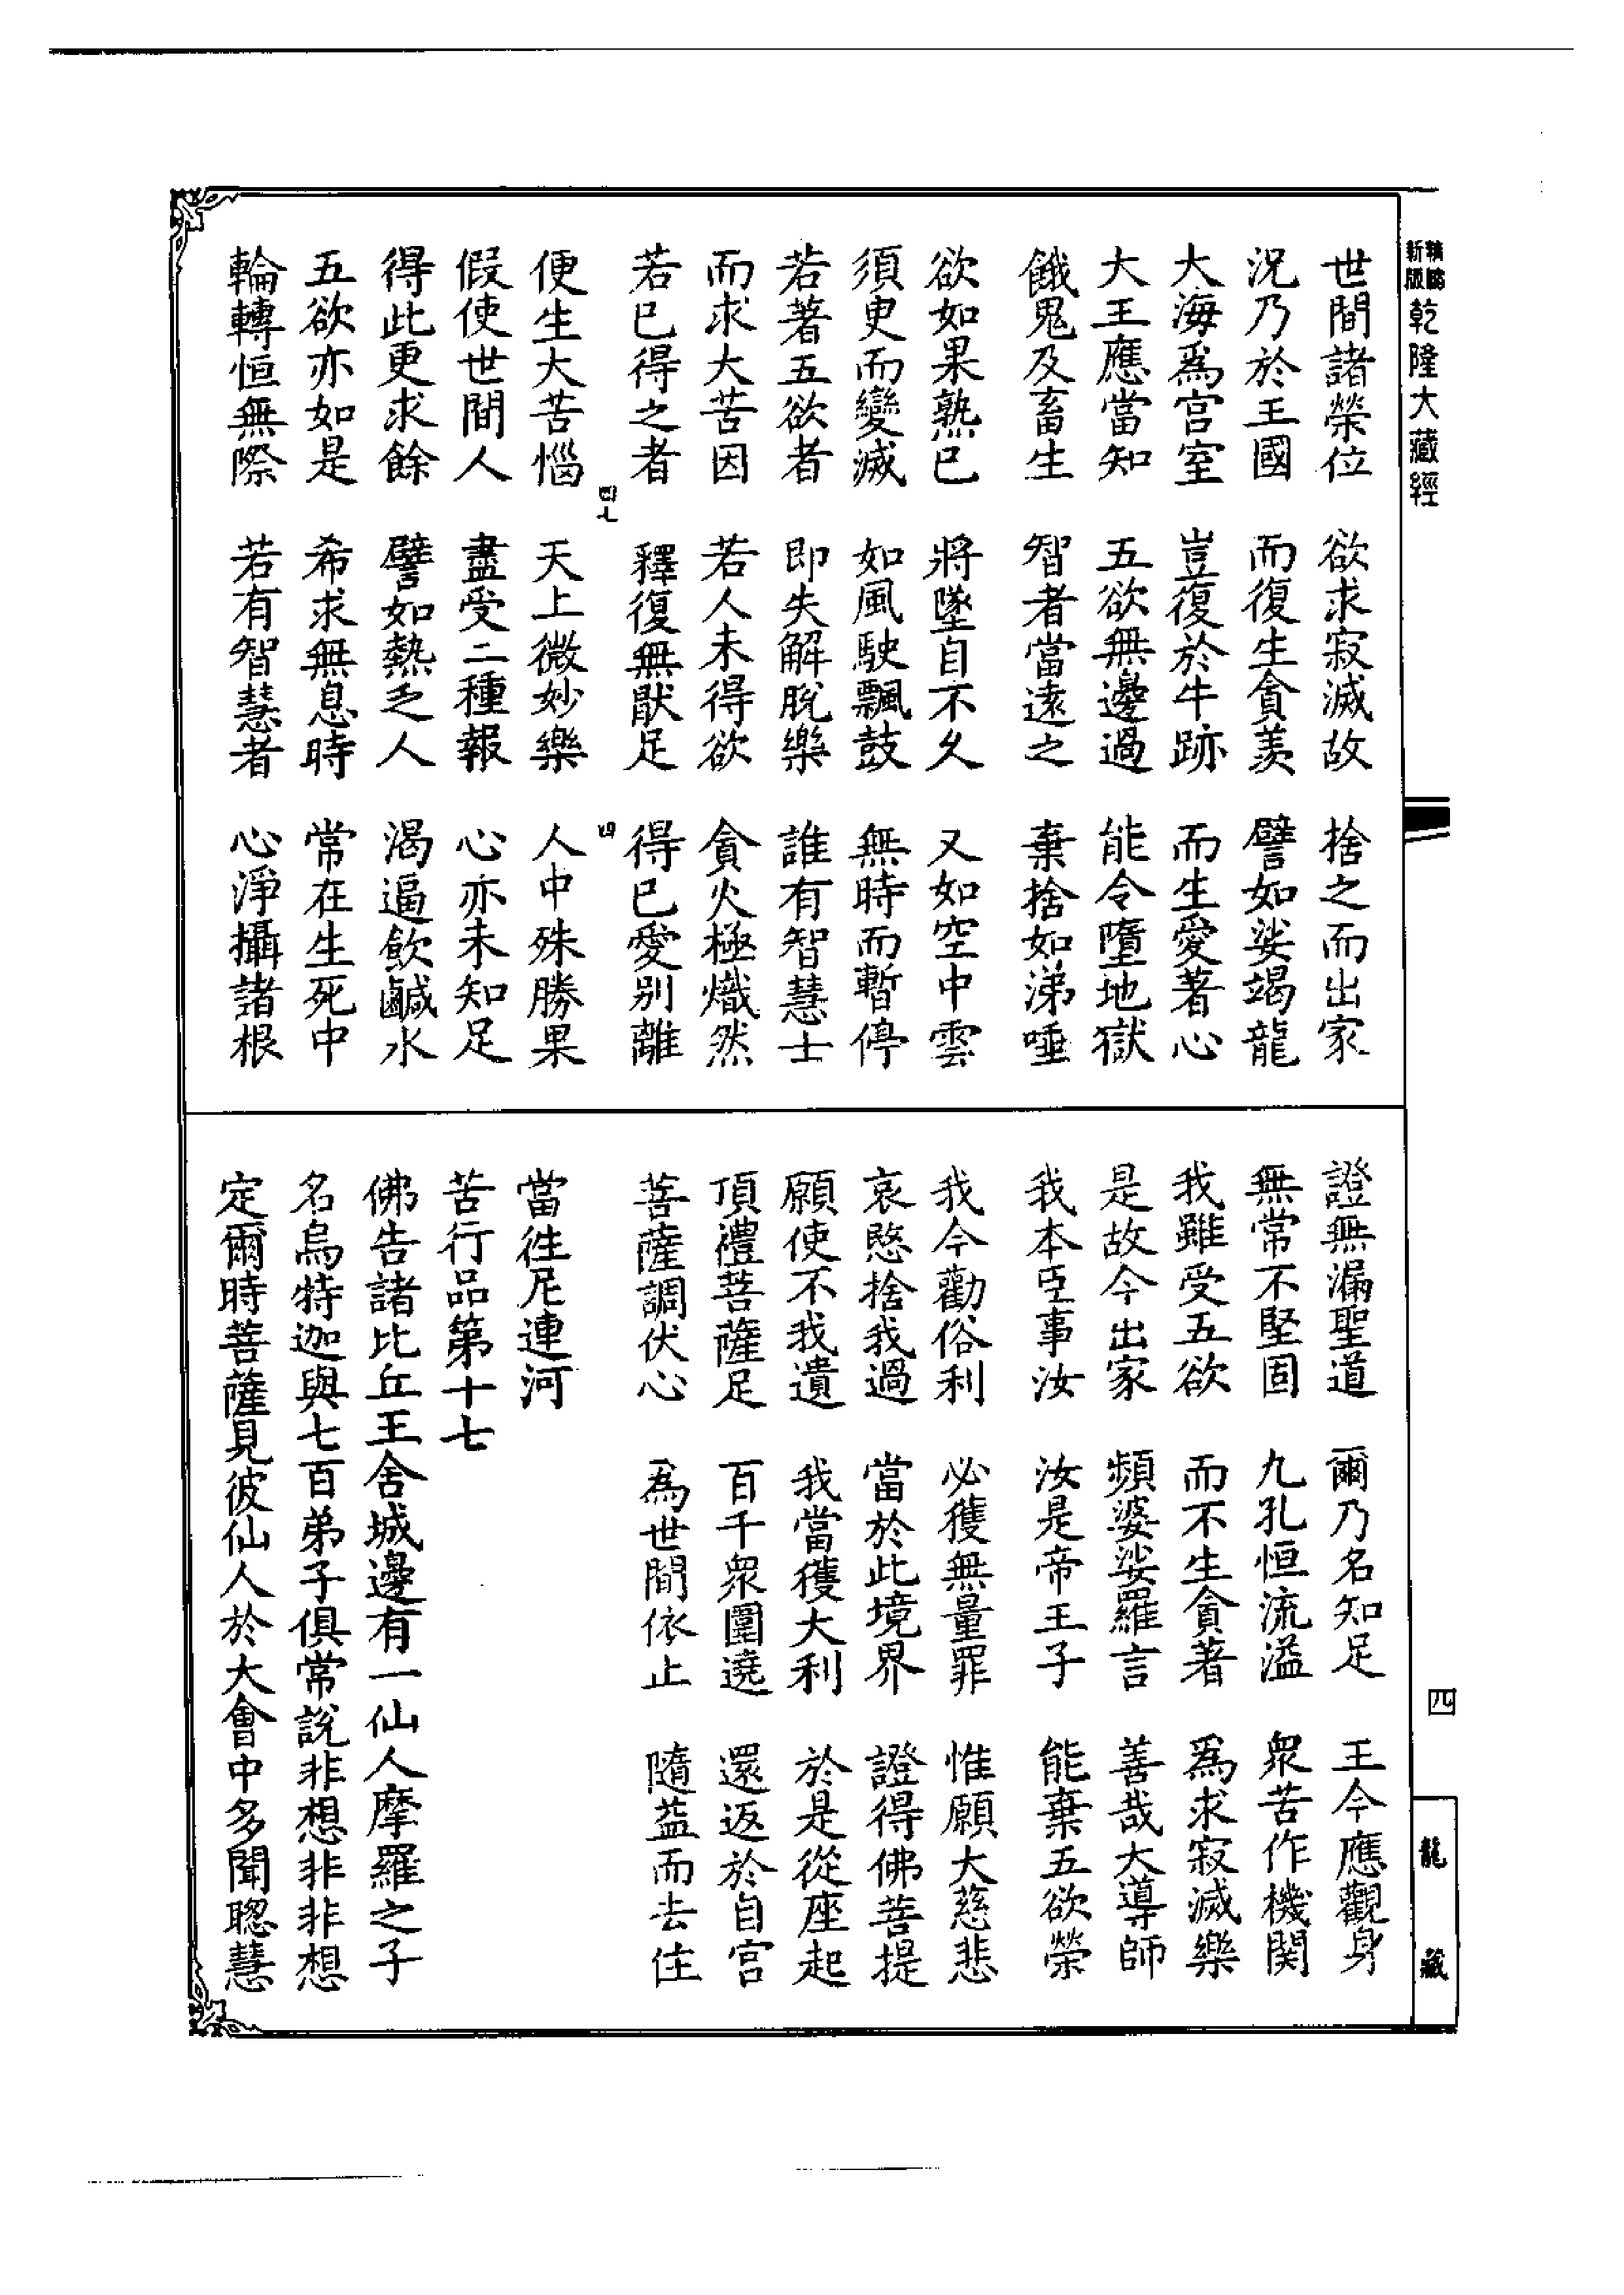 新版
精縮
乾隆大藏經
世間諸榮位　欲求寂滅故　捨之而出家
況乃於王國　而復生貪羨　譬如娑竭龍
大海爲宫室　豈復於牛跡　而生愛著心
大王應當知　五欲無邊過　能令墮地獄
餓鬼及畜生　智者當遠之　棄捨如涕唾
欲如果熟已　將墜自不久　又如空中雲
須臾而變滅　如風駛飄鼓　無時而暫停
若著五欲者　即失解脫樂　誰有智慧士
而求大苦因　若人未得欲　貪火極熾然
若已得之者　釋復無猒足　得已愛別離
便生大苦惱　天上微妙樂　人中殊勝果
假使世間人　盡受二種報　心亦未知足
得此更求餘　譬如熱乏人　渴逼飲鹹水
五欲亦如是　希求無息時　常在生死中
輪轉恒無際　若有智慧者　心淨攝諸根
證無漏聖道　爾乃名知足　王今應觀身
無常不堅固　九孔恒流溢　衆苦作機関
我雖受五欲　而不生貪著　爲求寂滅樂
是故今出家　頻婆娑羅言　善哉大導師
我本臣事汝　汝是帝王子　能棄五欲榮
我今勸俗利　必獲無量罪　惟願大慈悲
哀愍捨我過　當於此境界　證得佛菩提
願使不我遺　我當獲大利　於是從座起
頂禮菩薩足　百千衆圍遶　還返於自宫
菩薩調伏心　為世間依止　隨益而去住
當往尼連河
苦行品第十七
佛告諸比丘王舍城邊有一仙人摩羅之子
名烏特迦與七百弟子俱常說非想非非想
定爾時菩薩見彼仙人於大會中多聞聦慧
四
龍藏